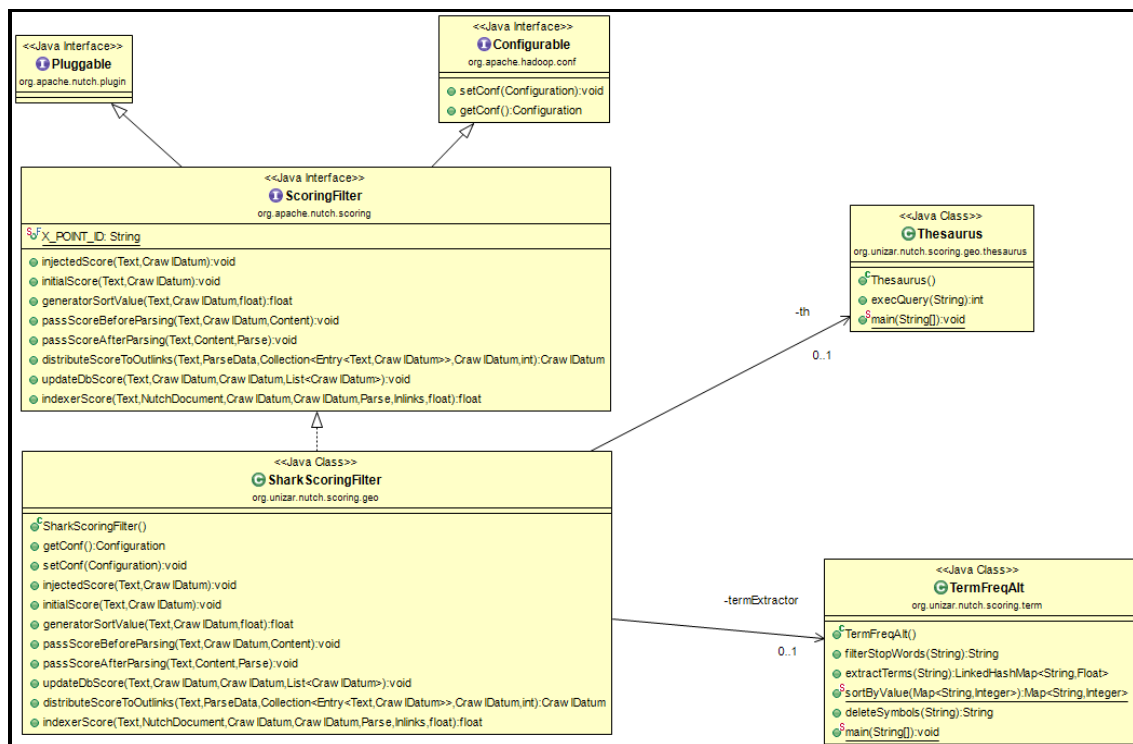 <<Java Interface>>
Pluggable
org.apache.nutch.plugin
<<Java Interface>>
Configurable
org.apache.hadoop.conf
setConf(Configuration):void
getConf():Configuration
<<Java Interface>>
ScoringFilter
org.apache.nutch.scoring
X_POINT_ID: String
injectedScore(Text,CrawlDatum):void
initialScore(Text,CrawlDatum):void
generatorSortValue(Text,CrawlDatum,float):float
passScoreBeforeParsing(Text,CrawlDatum,Content):void
passScoreAfterParsing(Text,Content,Parse):void
distributeScoreToOutlinks(Text,ParseData,Collection<Entry<Text,CrawlDatum>>,CrawlDatum,int):CrawlDatum
updateDbScore(Text,CrawlDatum,CrawlDatum,List<CrawlDatum>):void
indexerScore(Text,NutchDocument,CrawlDatum,CrawlDatum,Parse,Inlinks,float):float
<<Java Class>>
Thesaurus
org.unizar.nutch.scoring.geo.thesaurus
Thesaurus()
execQuery(String):int
main(String[]):void
-th
0..1
<<Java Class>>
SharkScoringFilter
org.unizar.nutch.scoring.geo
SharkScoringFilter()
getConf():Configuration
setConf(Configuration):void
injectedScore(Text,CrawlDatum):void
initialScore(Text,CrawlDatum):void
generatorSortValue(Text,CrawlDatum,float):float
passScoreBeforeParsing(Text,CrawlDatum,Content):void
passScoreAfterParsing(Text,Content,Parse):void
updateDbScore(Text,CrawlDatum,CrawlDatum,List<CrawlDatum>):void
distributeScoreToOutlinks(Text,ParseData,Collection<Entry<Text,CrawlDatum>>,CrawlDatum,int):CrawlDatum
indexerScore(Text,NutchDocument,CrawlDatum,CrawlDatum,Parse,Inlinks,float):float
-termExtractor
0..1
<<Java Class>>
TermFreqAlt
org.unizar.nutch.scoring.term
TermFreqAlt()
filterStopWords(String):String
extractTerms(String):LinkedHashMap<String,Float>
sortByValue(Map<String,Integer>):Map<String,Integer>
deleteSymbols(String):String
main(String[]):void